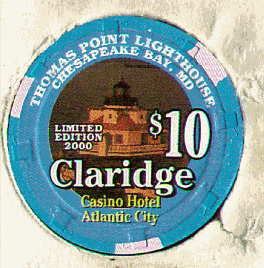 THOMAS POINT LIGHTHOUSE
CHESAPEAKE BAY, MD
LIMITED
EDITION
2000
$10
Claridge
Casino Hotel
Atlantic City